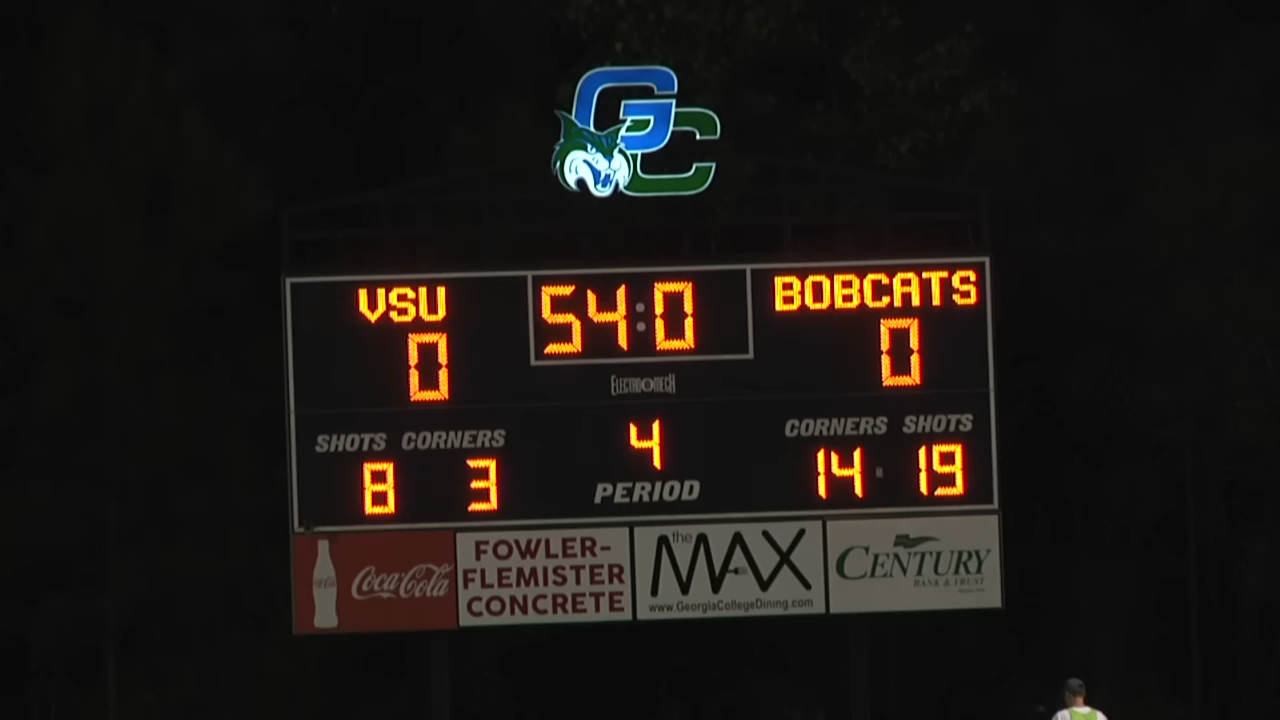 GC
VSU 54:0 BOBCATS
0 0
ELECTRO-MECH
SHOTS CORNERS 4 CORNERS SHOTS
8 3 PERIOD 14 19
Coca-Cola
FOWLER-
FLEMISTER
CONCRETE
the
MAX
www.GeorgiaCollegeDining.com
CENTURY
BANK & TRUST